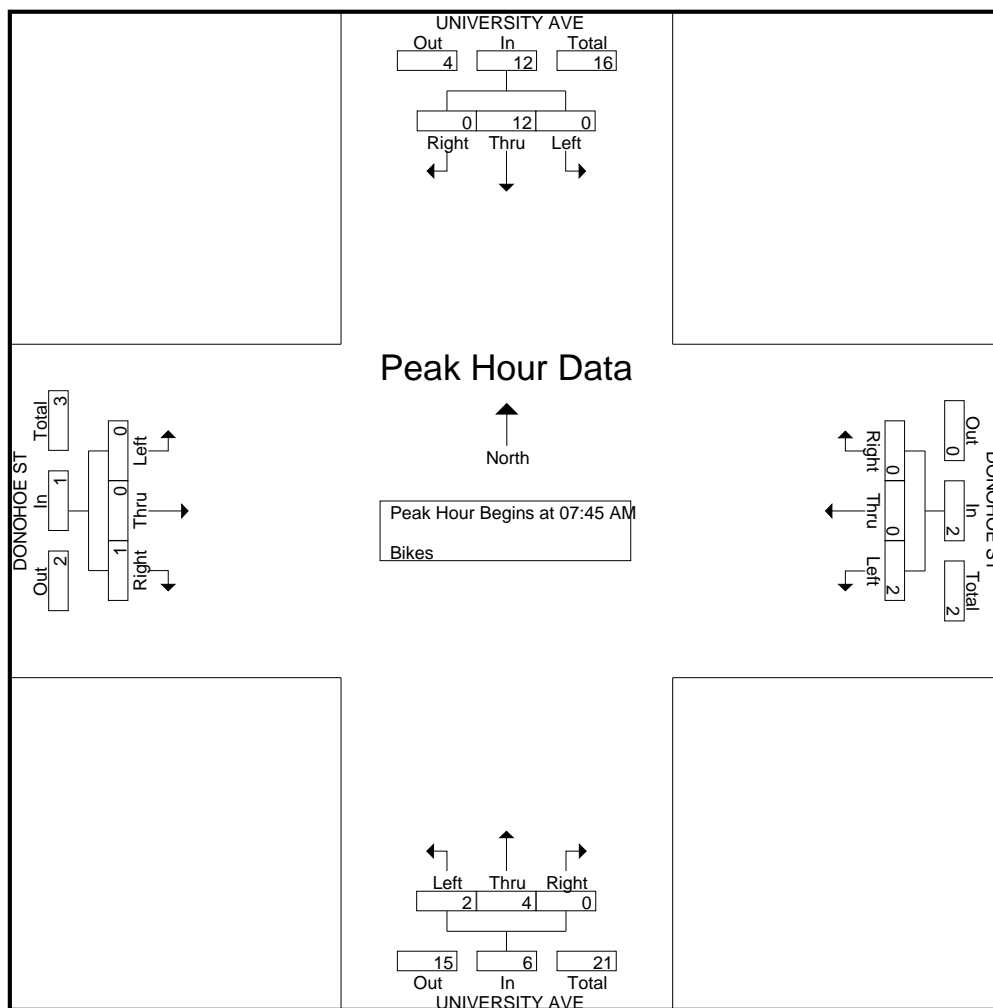 UNIVERSITY AVE
Out In Total
4 12 16
0 12 0
Right Thru Left
Peak Hour Data
North
Peak Hour Begins at 07:45 AM
Bikes
DONOHOE ST
Out In Total
2 1 3
Left Thru Right
0 0 1
DONOHOE ST
Out In Total
0 2 2
Right Thru Left
0 0 2
Left Thru Right
2 4 0
15 6 21
Out In Total
UNIVERSITY AVE